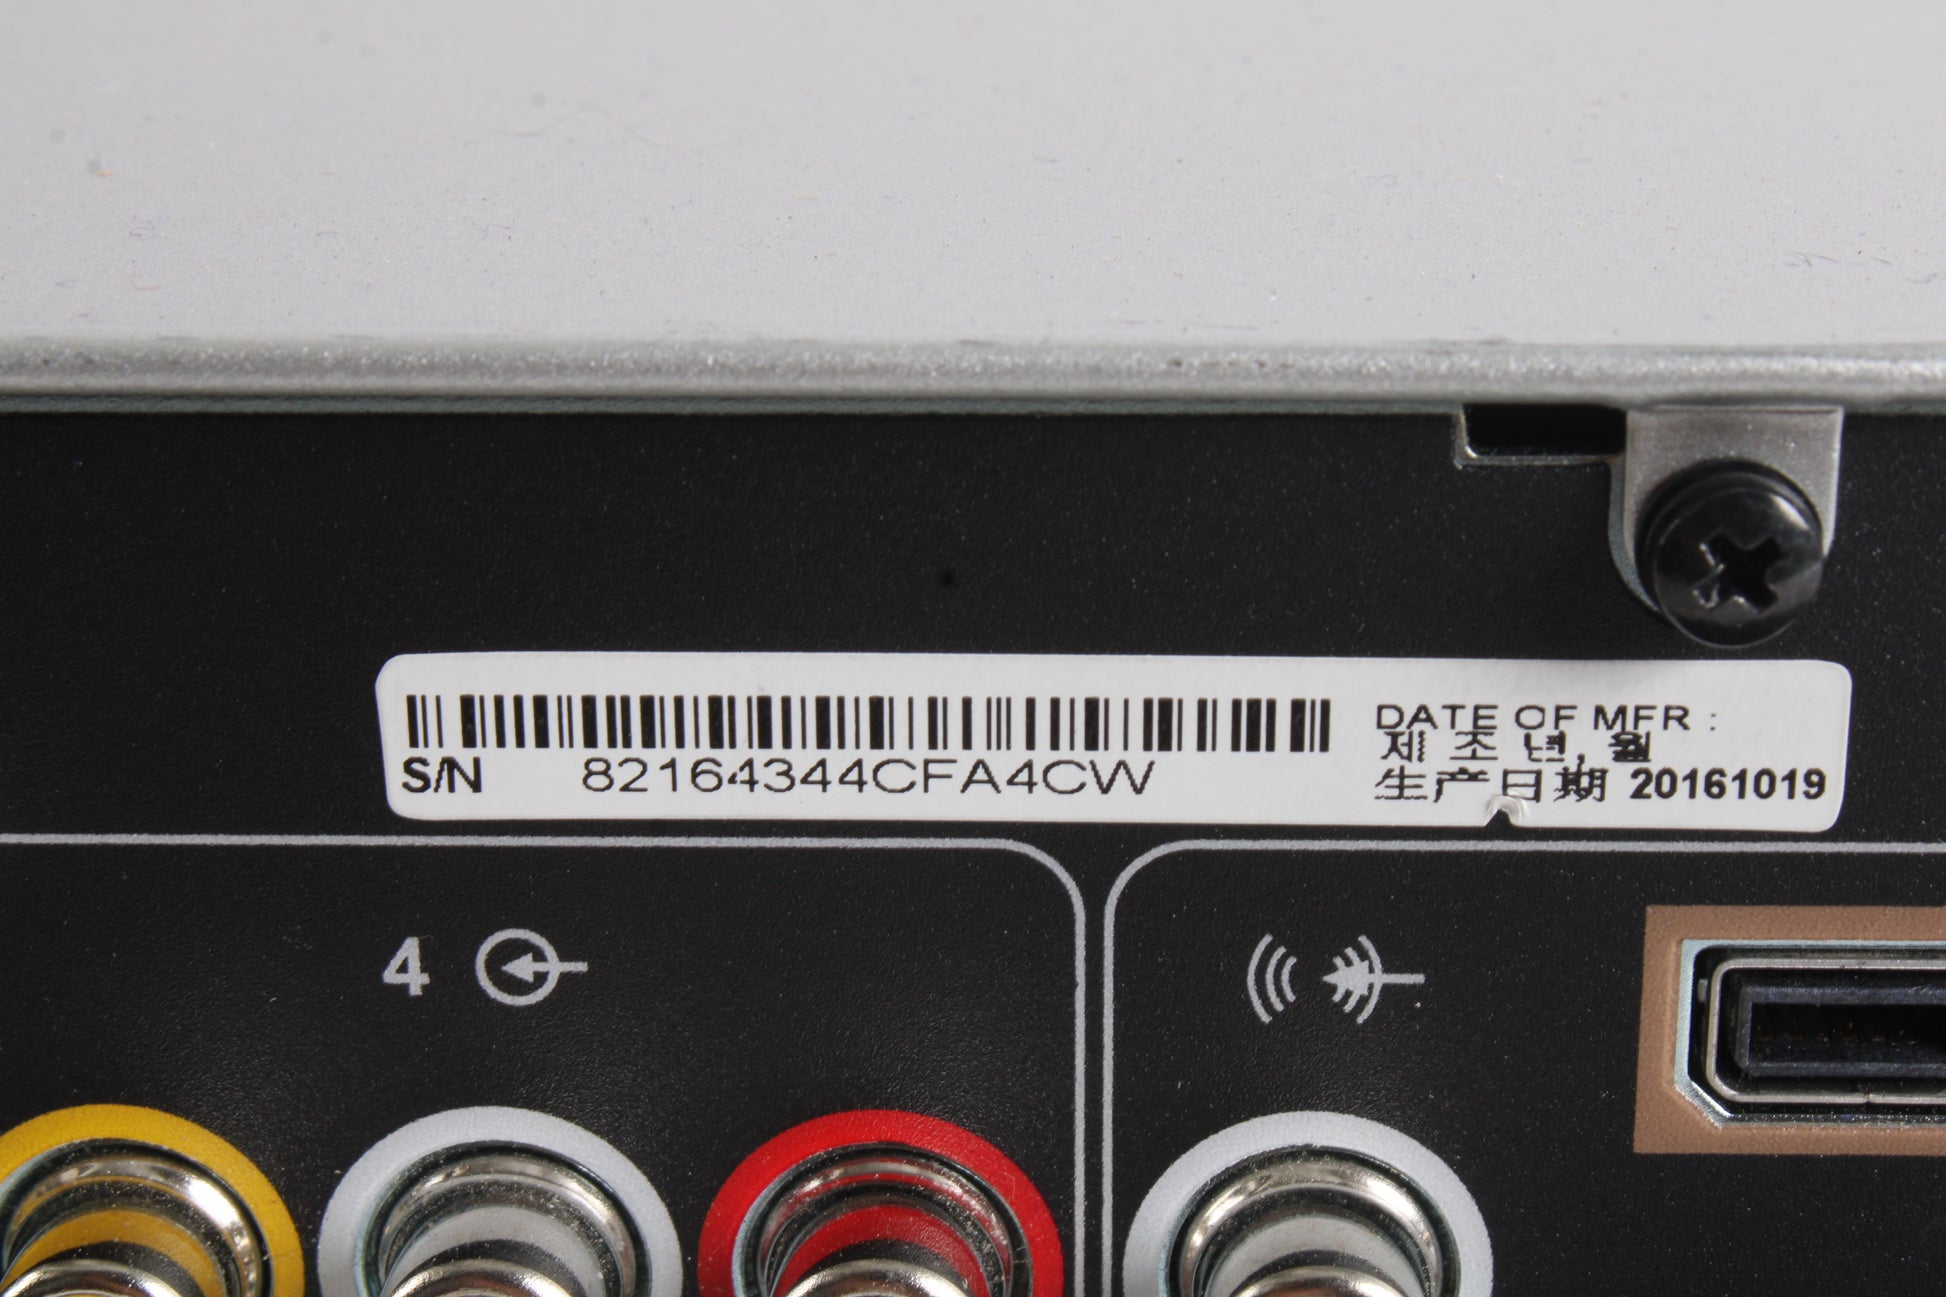 DATE OF MFR :
제 조 년, 월
S/N 82164344CFA4CW
生产日期 20161019
4